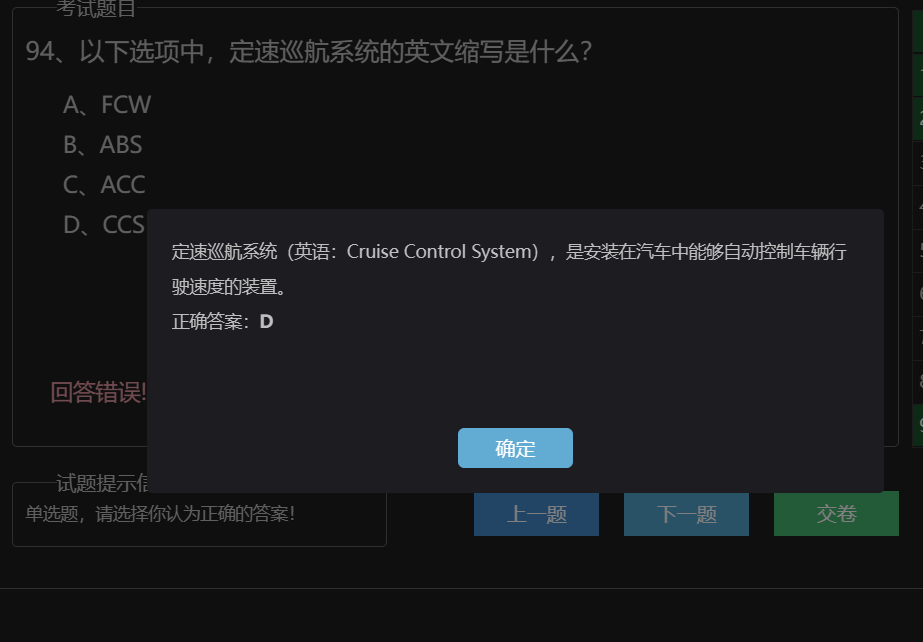 考试题目
94、以下选项中，定速巡航系统的英文缩写是什么？
A、FCW
B、ABS
C、ACC
D、CCS
定速巡航系统（英语：Cruise Control System），是安装在汽车中能够自动控制车辆行
驶速度的装置。
正确答案：D
回答错误!
确定
试题提示信
单选题，请选择你认为正确的答案！
上一题
下一题
交卷